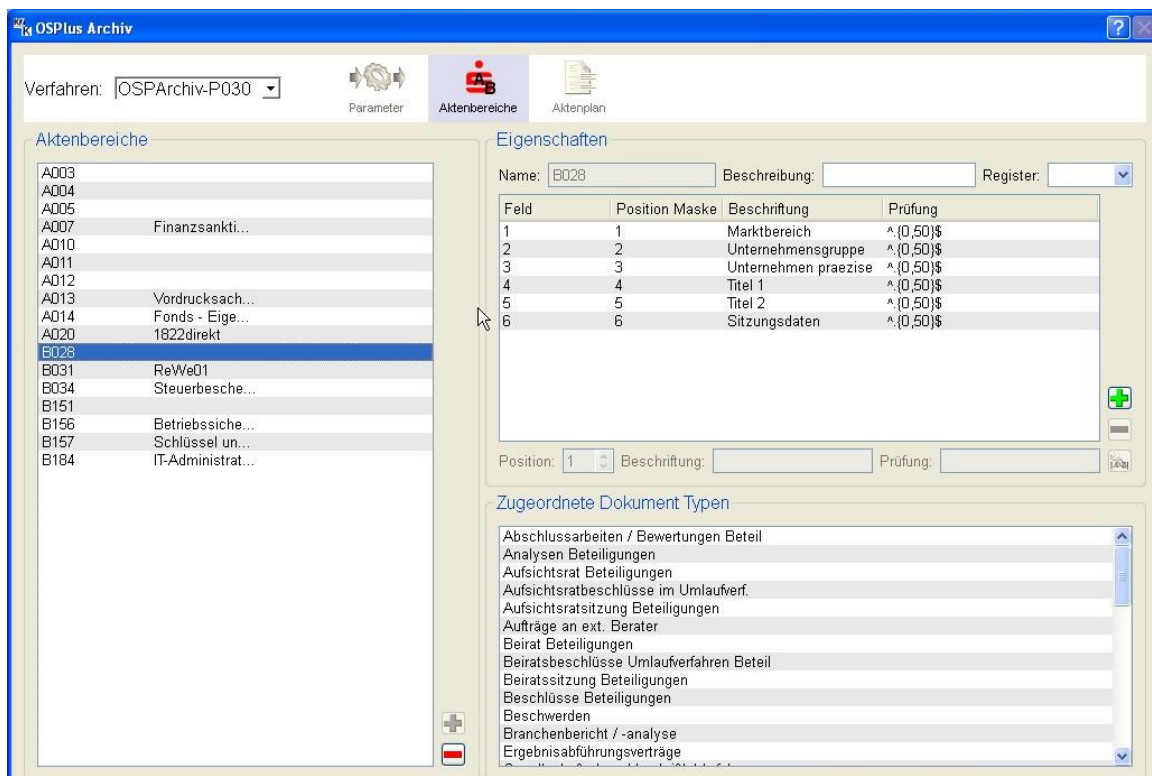 OSPlus Archiv
Verfahren: OSPArchiv-P030
Parameter
Aktenbereiche
Aktenplan
Aktenbereiche
A003
A004
A005
A007 Finanzsankti...
A010
A011
A012
A013 Vordrucksach...
A014 Fonds - Eige...
A020 1822direkt
B028
B031 ReWe01
B034 Steuerbesche...
B151
B156 Betriebssiche...
B157 Schlüssel un...
B184 IT-Administrat...
Eigenschaften
Name: B028 Beschreibung: Register:
Feld Position Maske Beschriftung Prüfung
1 1 Marktbereich ^.{0,50}$
2 2 Unternehmensgruppe ^.{0,50}$
3 3 Unternehmen praezise ^.{0,50}$
4 4 Titel 1 ^.{0,50}$
5 5 Titel 2 ^.{0,50}$
6 6 Sitzungsdaten ^.{0,50}$
Position: 1 Beschriftung: Prüfung:
Zugeordnete Dokument Typen
Abschlussarbeiten / Bewertungen Beteil
Analysen Beteiligungen
Aufsichtsrat Beteiligungen
Aufsichtsratbeschlüsse im Umlaufverf.
Aufsichtsratsitzung Beteiligungen
Aufträge an ext. Berater
Beirat Beteiligungen
Beiratsbeschlüsse Umlaufverfahren Beteil
Beiratssitzung Beteiligungen
Beschlüsse Beteiligungen
Beschwerden
Branchenbericht / -analyse
Ergebnisabführungsverträge